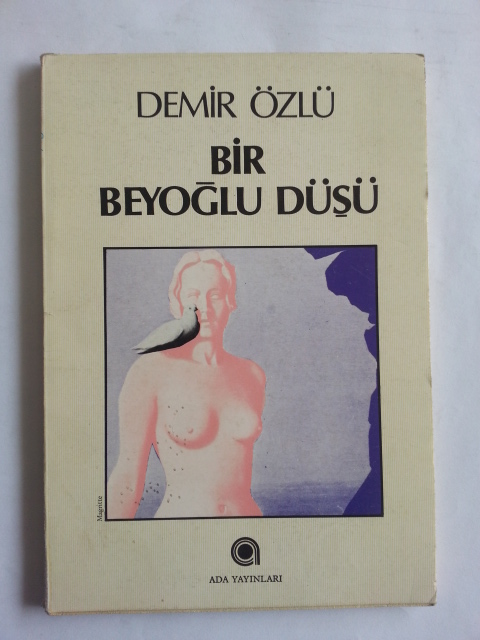 DEMİR ÖZLÜ
BİR
BEYOĞLU DÜŞÜ
Magritte
ADA YAYINLARI